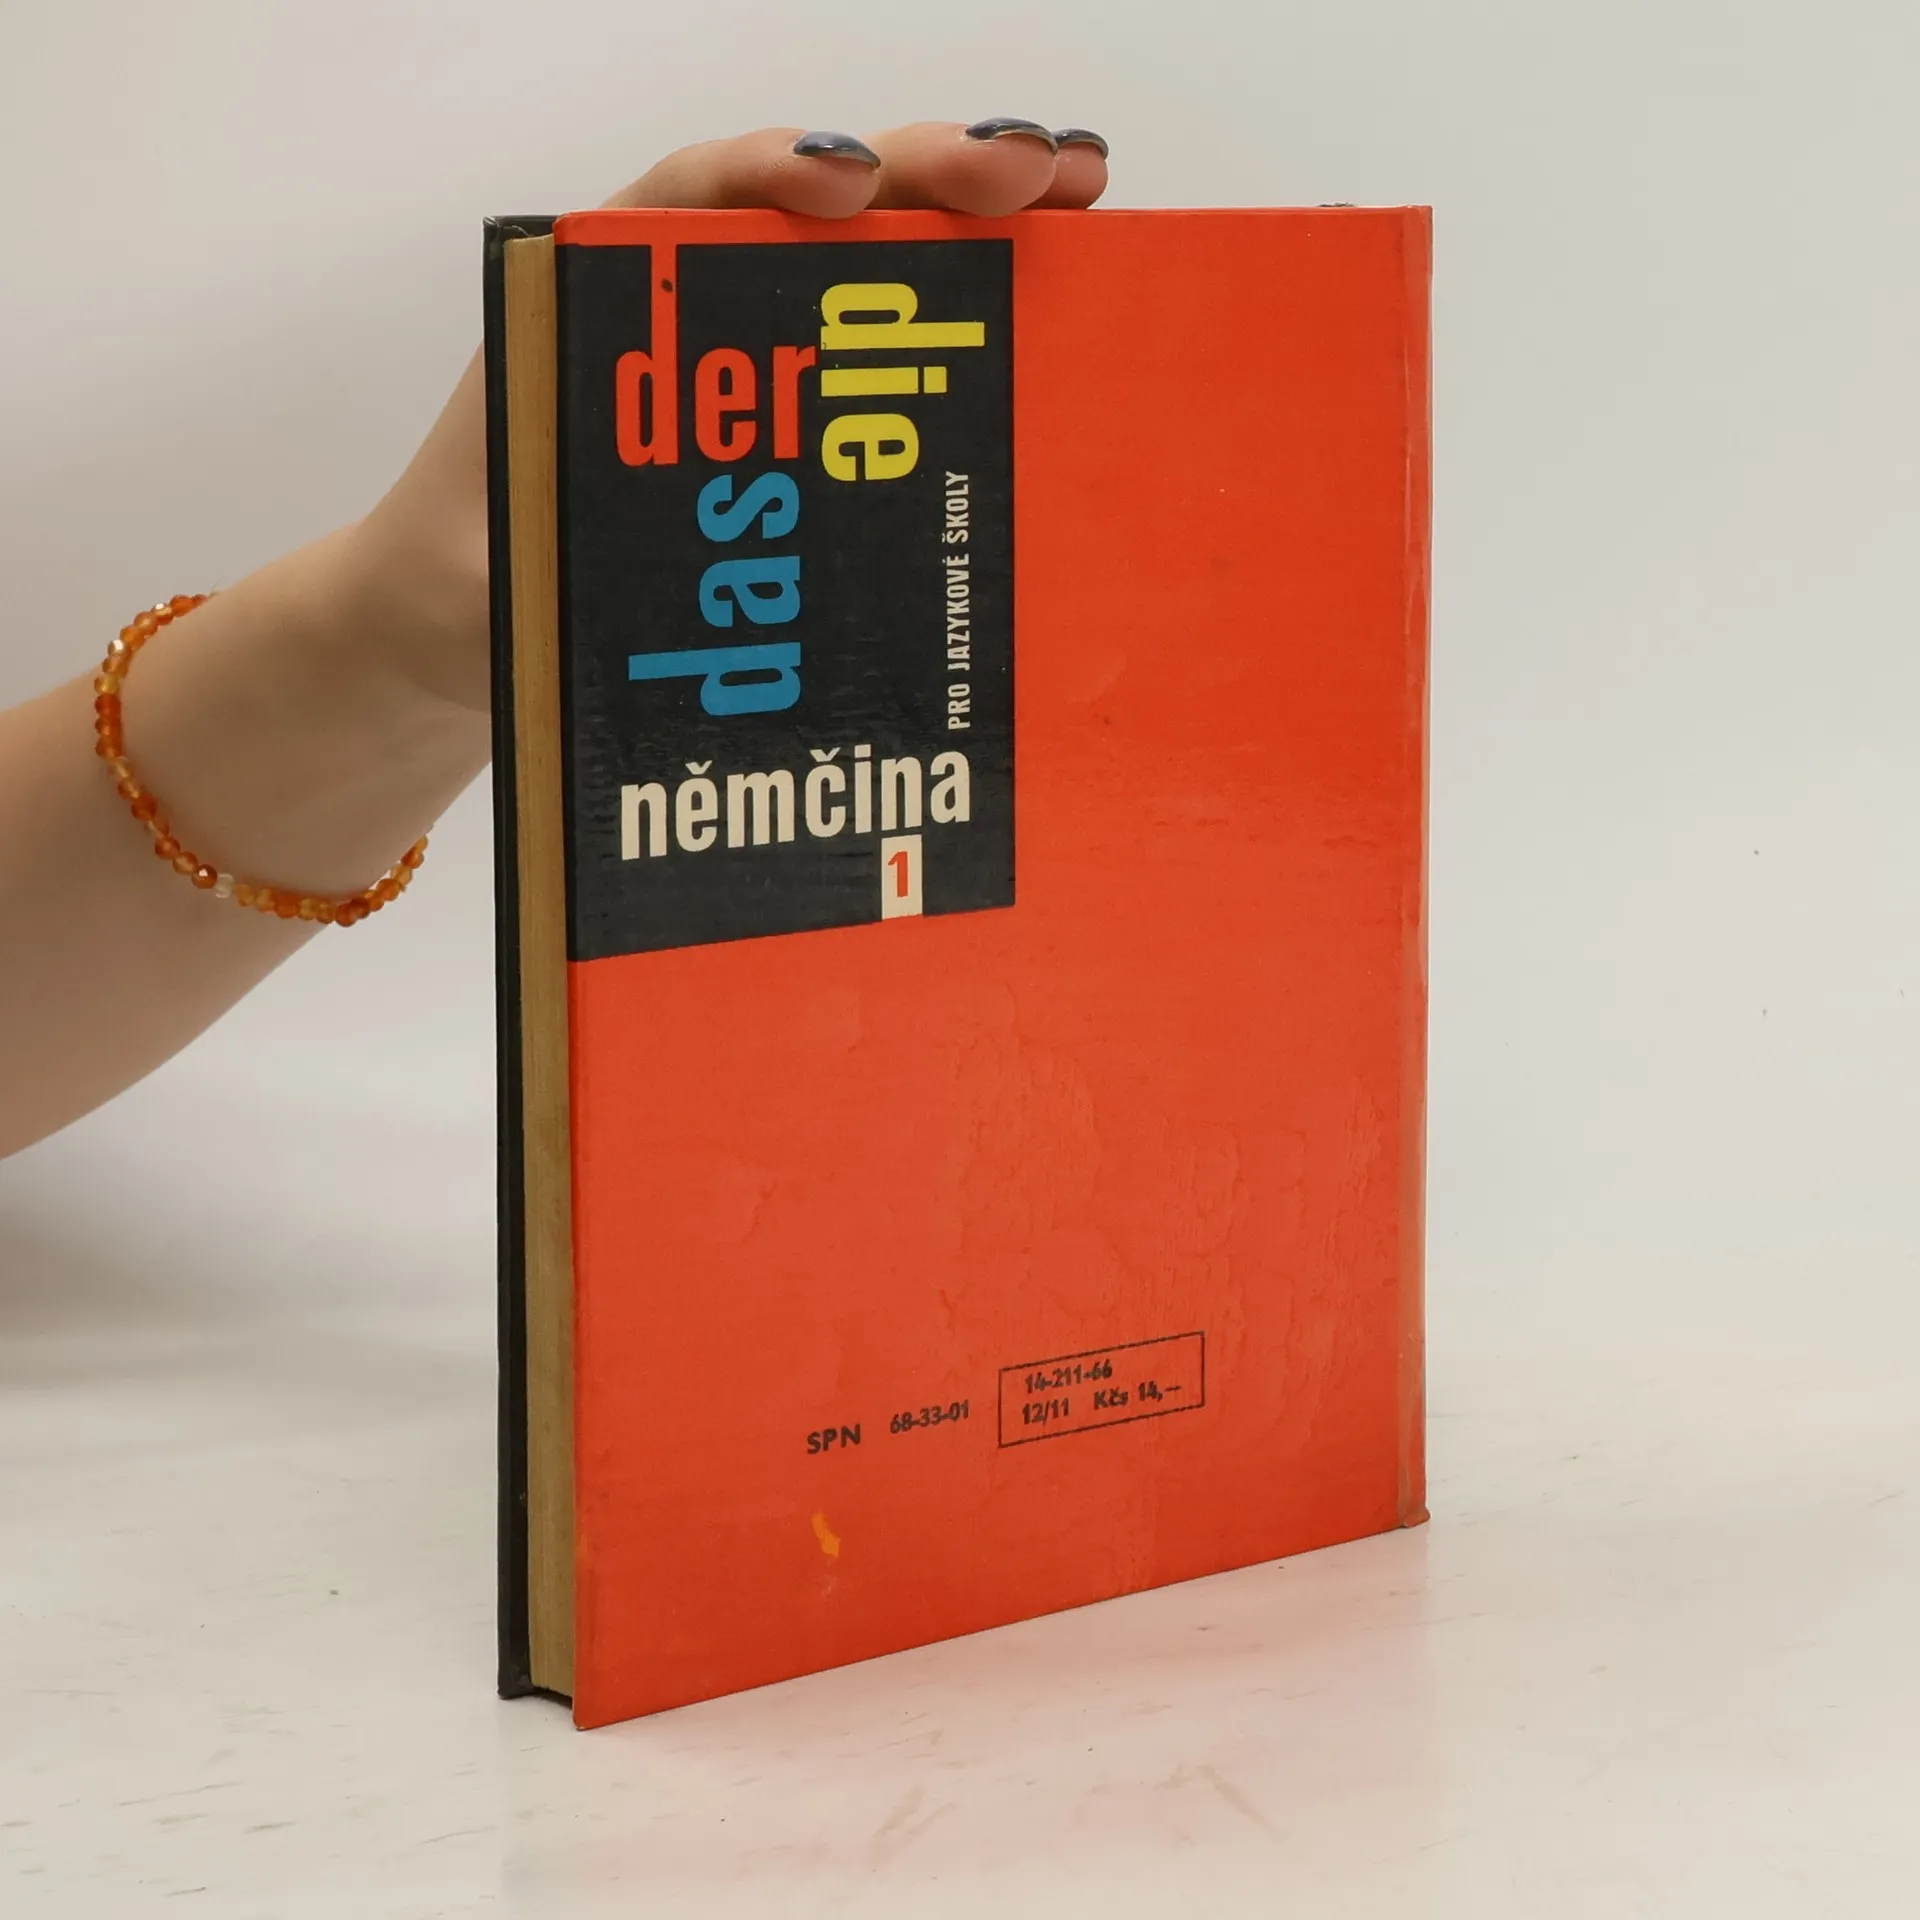 der
die
das
PRO JAZYKOVÉ ŠKOLY
němčina
1
SPN 68-33-01
14-211-66
12/11 Kčs 14,—